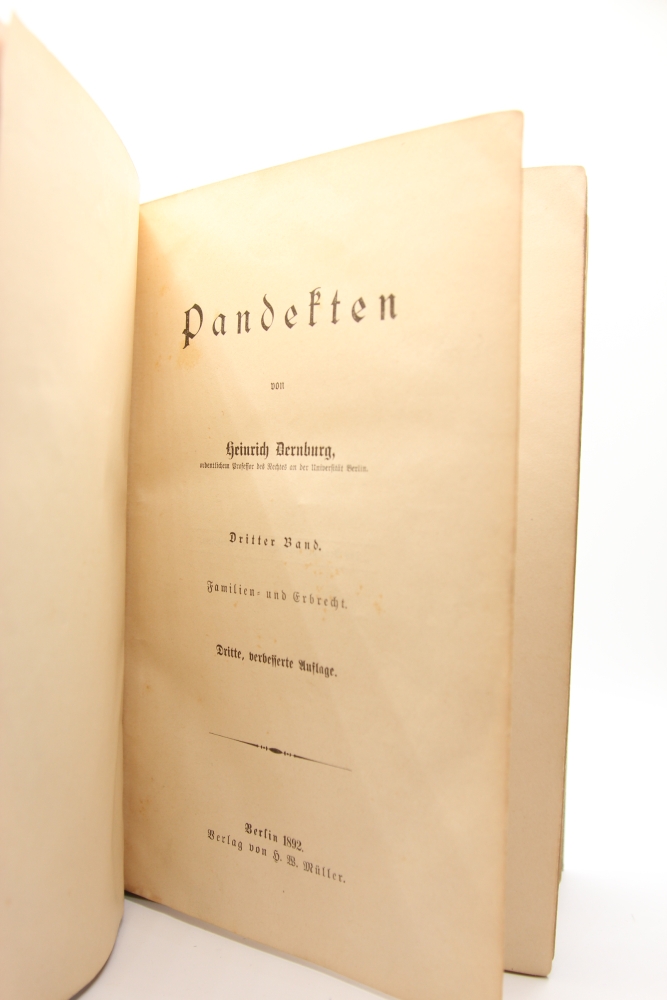 Pandekten
von
Heinrich Dernburg,
ordentlichem Professor des Rechtes an der Universität Berlin.
Dritter Band.
Familien- und Erbrecht.
Dritte, verbesserte Auflage.
Berlin 1892.
Verlag von H. W. Müller.